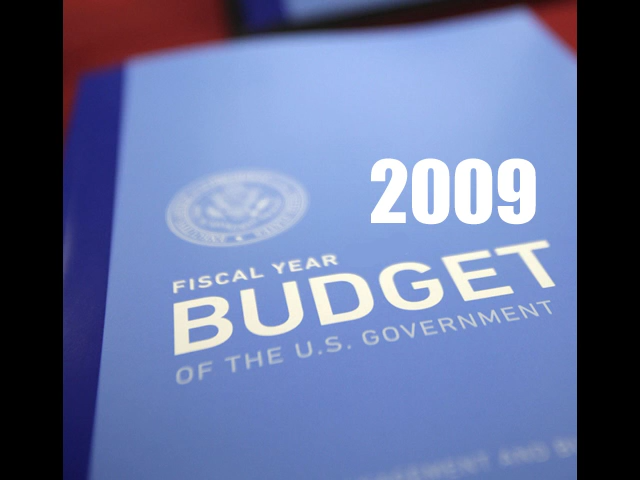 2009
FISCAL YEAR
BUDGET
OF THE U.S. GOVERNMENT